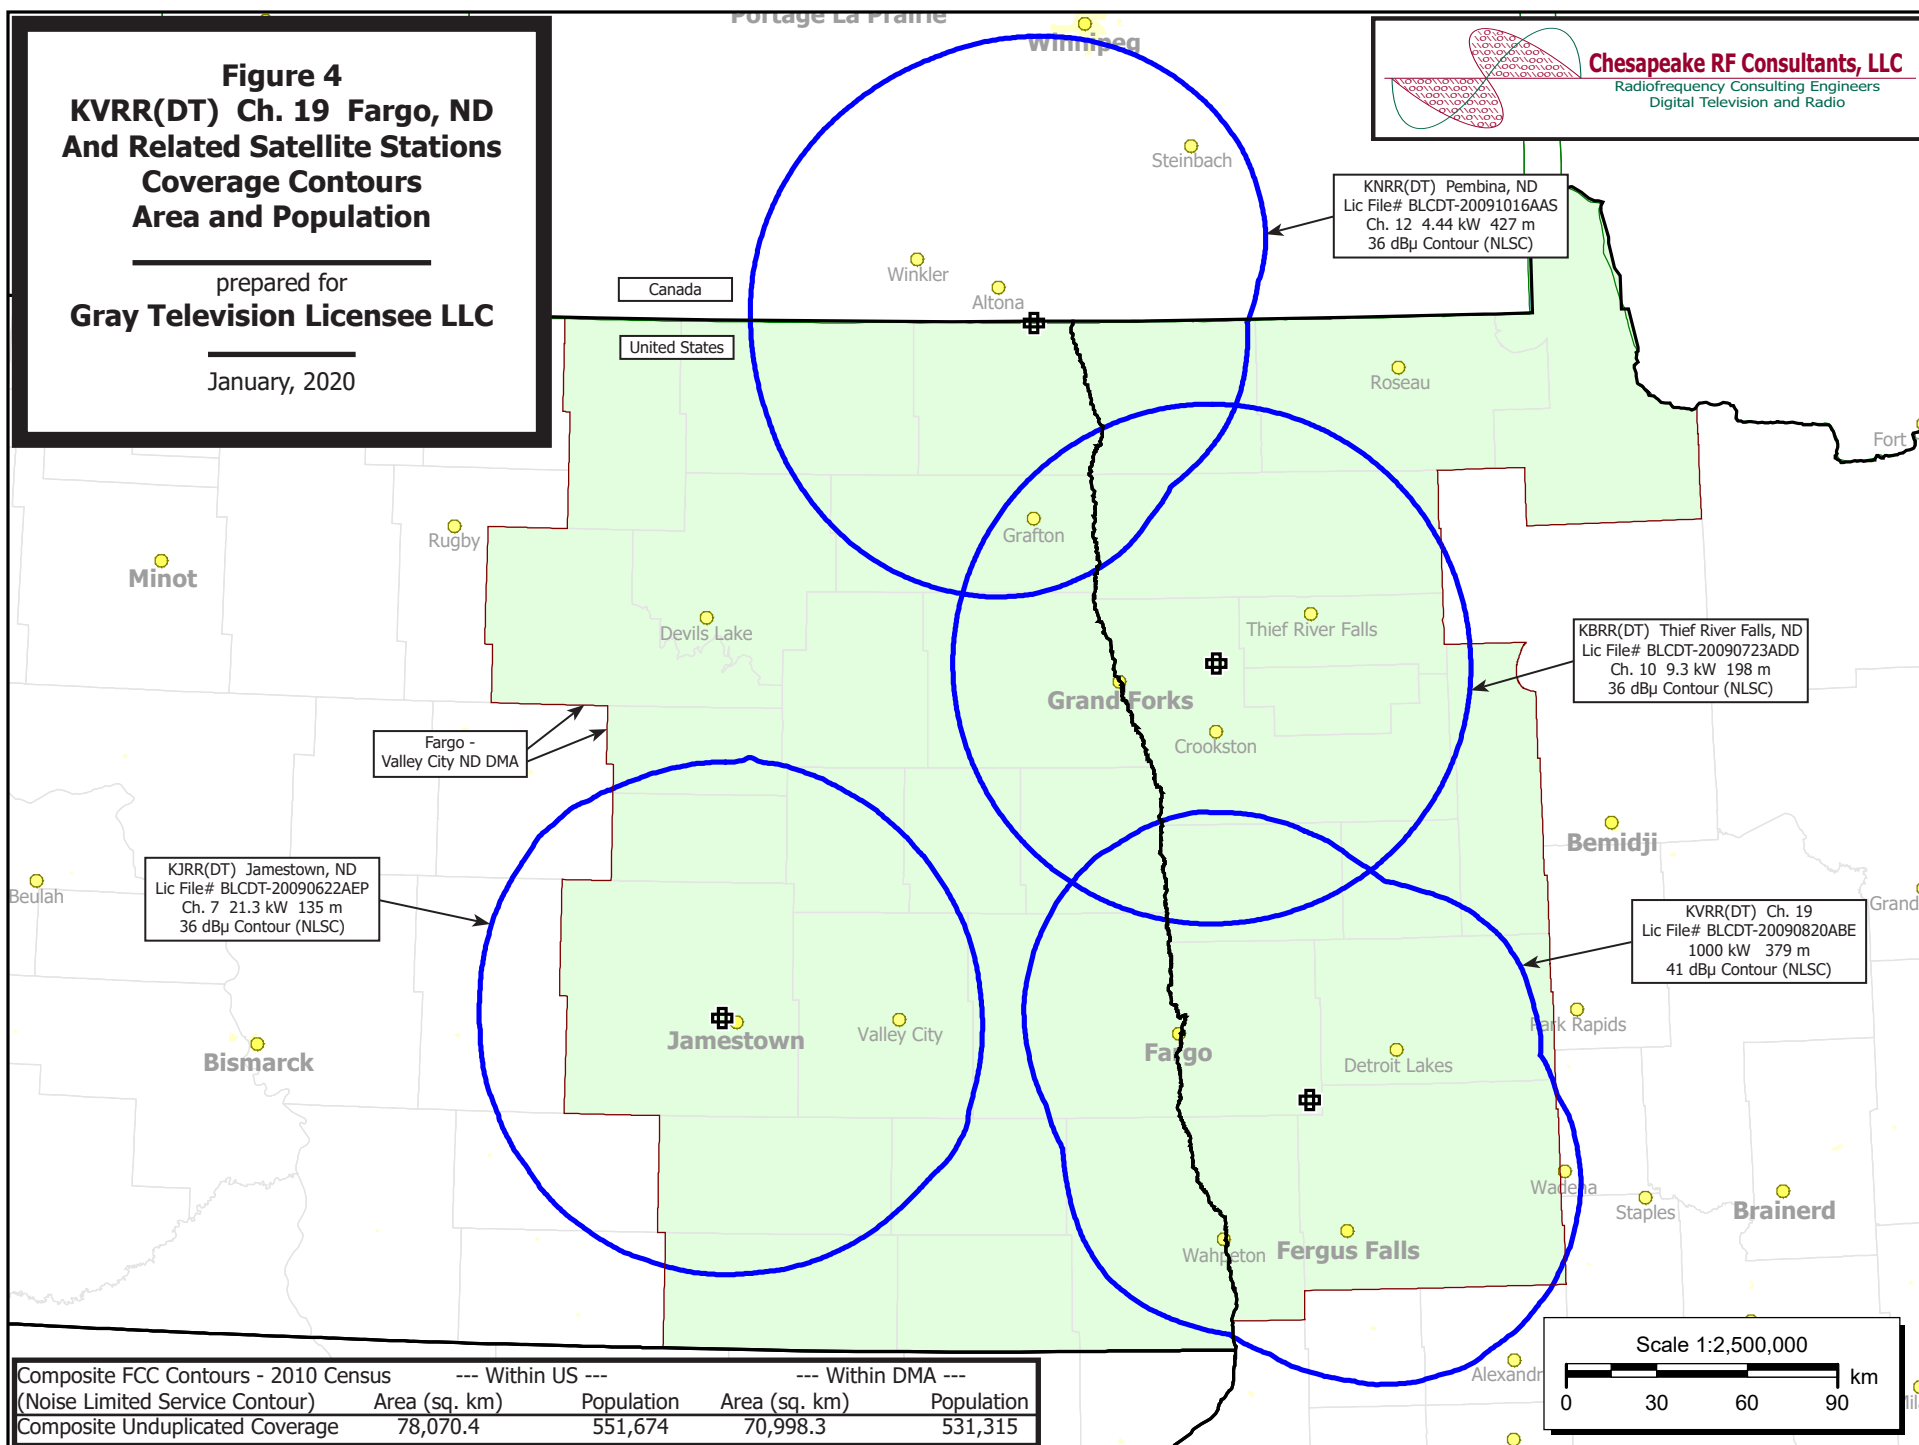 Portage La Prairie
Winnipeg
Figure 4
KVRR(DT) Ch. 19 Fargo, ND
And Related Satellite Stations
Coverage Contours
Area and Population
prepared for
Gray Television Licensee LLC
January, 2020
Chesapeake RF Consultants, LLC
Radiofrequency Consulting Engineers
Digital Television and Radio
Steinbach
KNRR(DT) Pembina, ND
Lic File# BLCDT-20091016AAS
Ch. 12 4.44 kW 427 m
36 dBµ Contour (NLSC)
Winkler
Altona
Canada
United States
Roseau
Fort
Rugby
Grafton
Minot
Devils Lake
Thief River Falls
KBRR(DT) Thief River Falls, ND
Lic File# BLCDT-20090723ADD
Ch. 10 9.3 kW 198 m
36 dBµ Contour (NLSC)
Grand Forks
Crookston
Fargo -
Valley City ND DMA
Bemidji
KJRR(DT) Jamestown, ND
Lic File# BLCDT-20090622AEP
Ch. 7 21.3 kW 135 m
36 dBµ Contour (NLSC)
Beulah
Grand
KVRR(DT) Ch. 19
Lic File# BLCDT-20090820ABE
1000 kW 379 m
41 dBµ Contour (NLSC)
Park Rapids
Jamestown
Valley City
Fargo
Detroit Lakes
Bismarck
Wadena
Staples
Brainerd
Wahpeton
Fergus Falls
Alexandr
Scale 1:2,500,000
km
0 30 60 90
Composite FCC Contours - 2010 Census --- Within US --- --- Within DMA ---
(Noise Limited Service Contour) Area (sq. km) Population Area (sq. km) Population
Composite Unduplicated Coverage 78,070.4 551,674 70,998.3 531,315